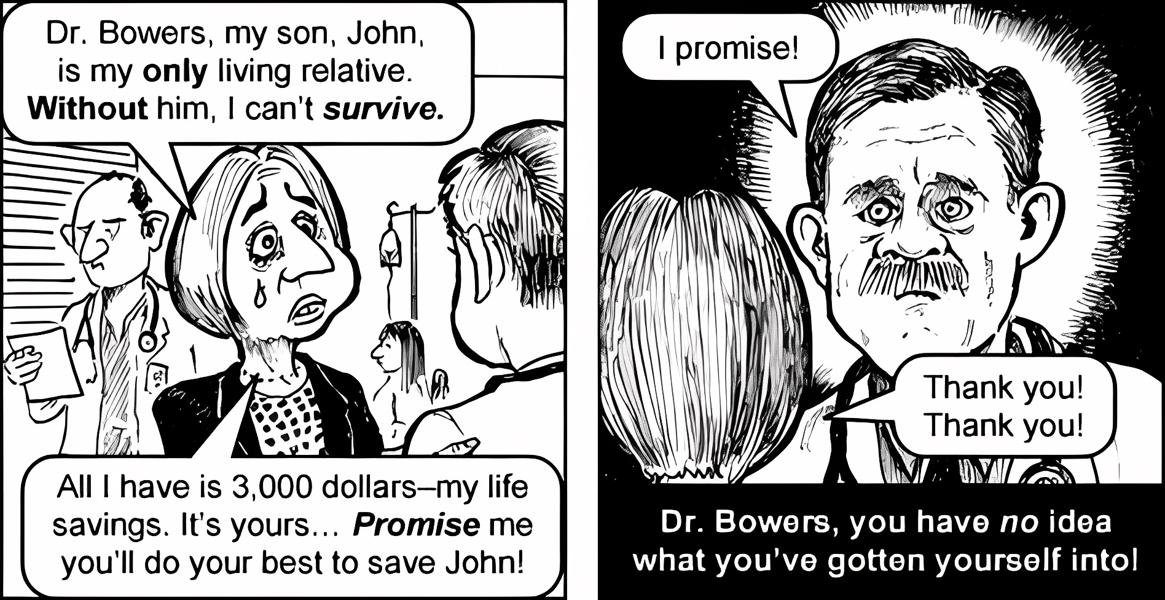 Dr. Bowers, my son, John,
is my only living relative.
Without him, I can't survive.
All I have is 3,000 dollars–my life
savings. It's yours... Promise me
you'll do your best to save John!
I promise!
Thank you!
Thank you!
Dr. Bowers, you have no idea
what you've gotten yourself into!